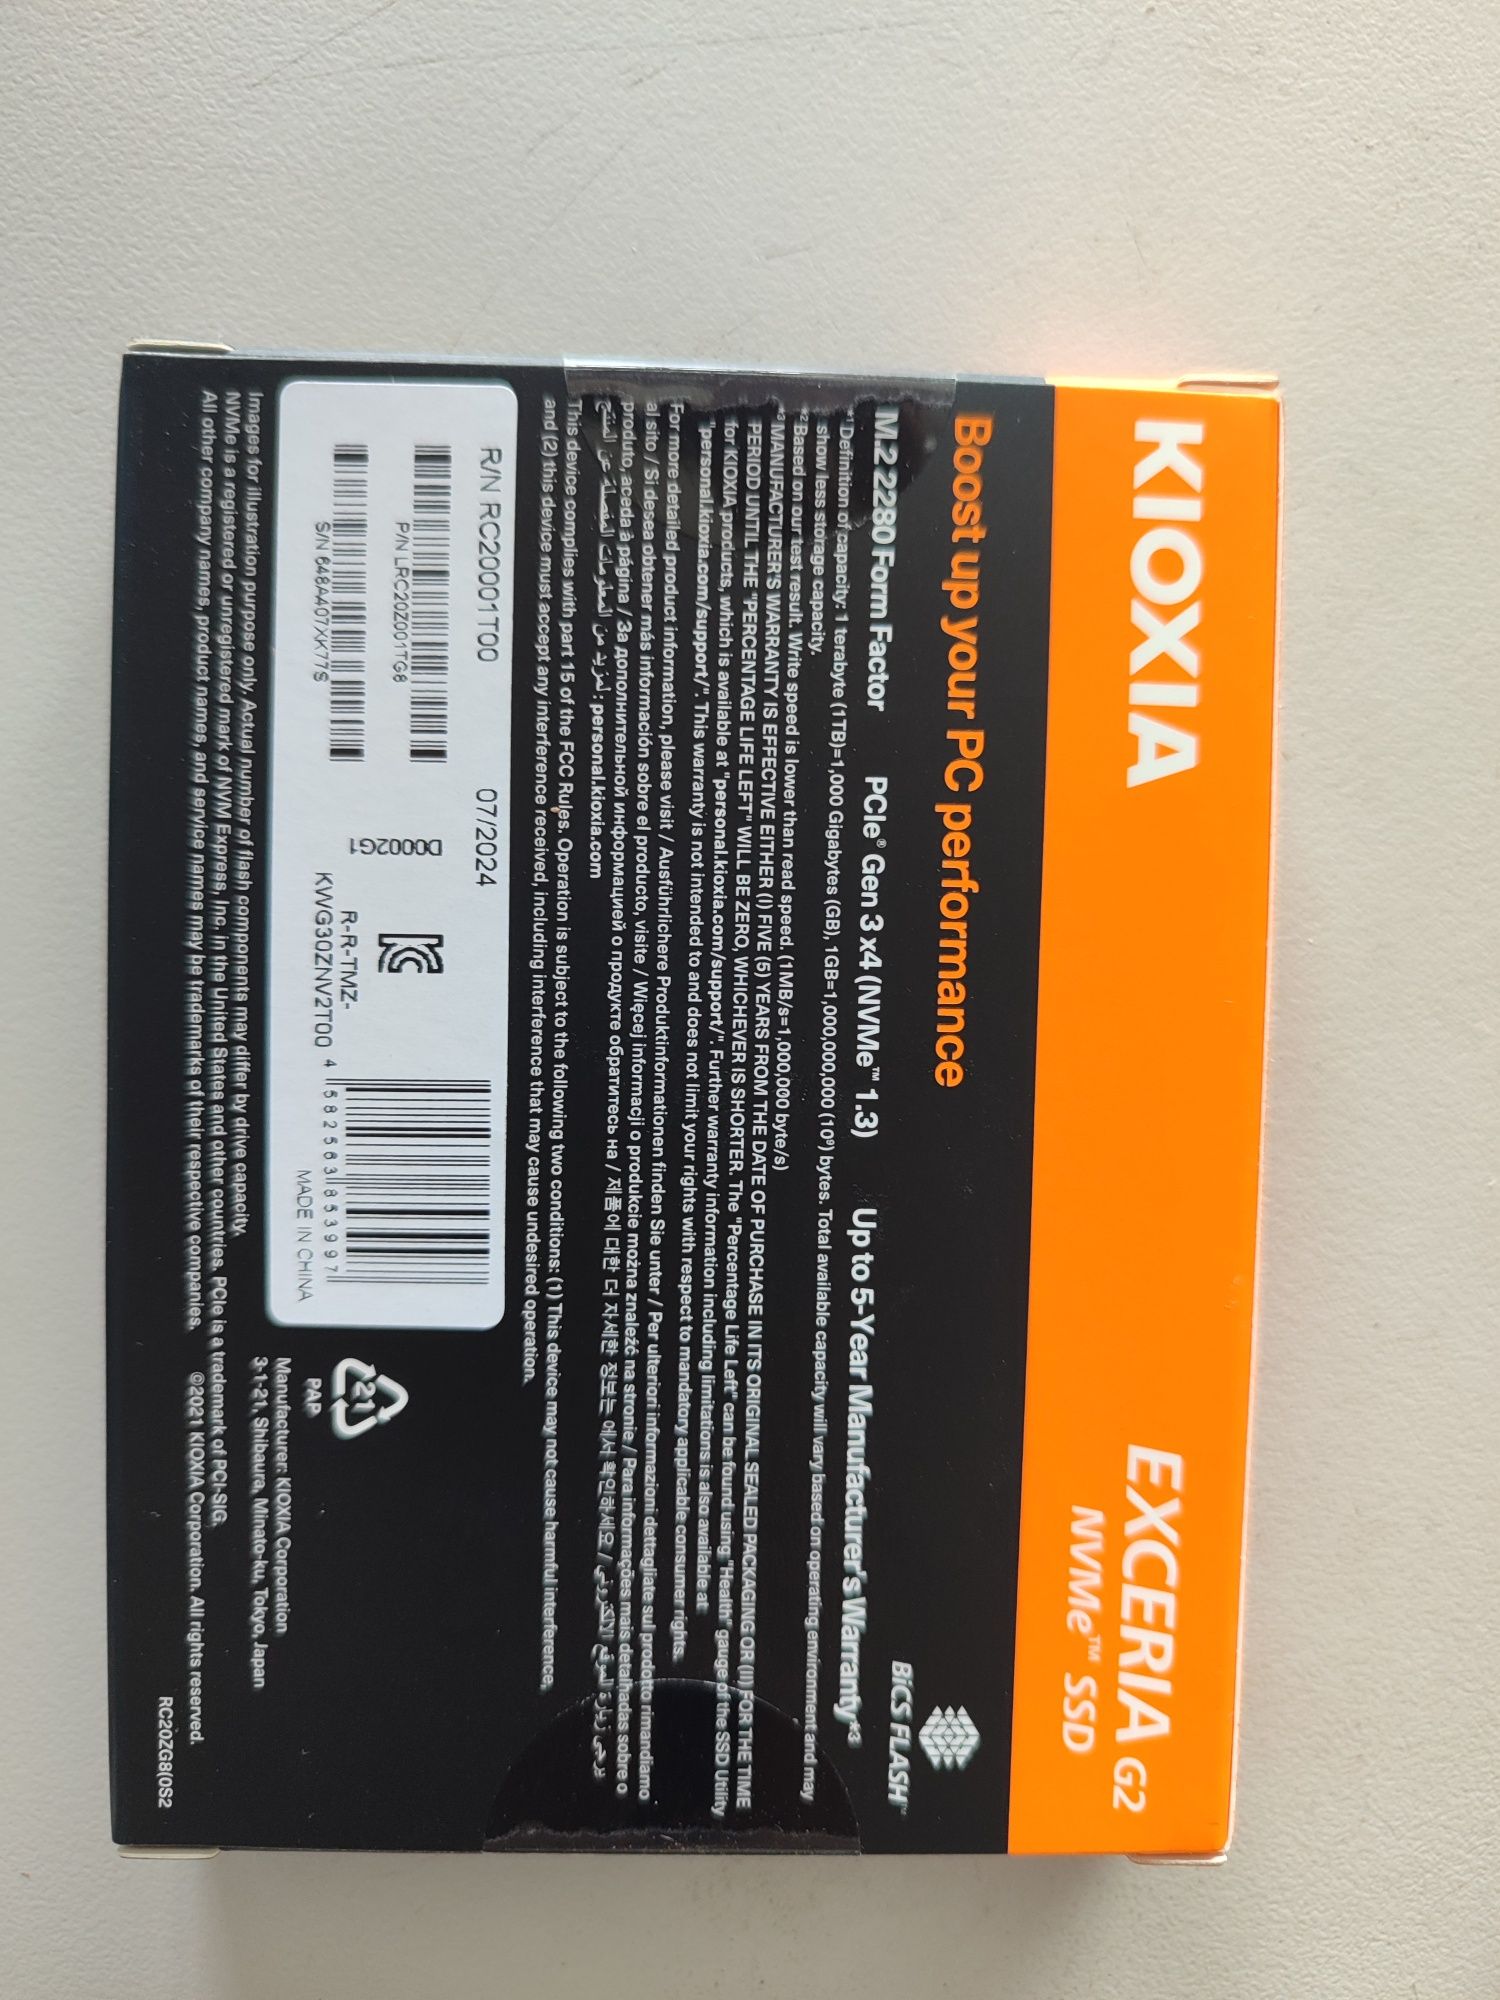 KIOXIA
EXCERIA G2
NVMe™ SSD
Boost up your PC performance
BiCS FLASH™
M.2 2280 Form Factor PCIe® Gen 3 x4 (NVMe™ 1.3) Up to 5-Year Manufacturer's Warranty*3
*1Definition of capacity: 1 terabyte (1TB)=1,000 Gigabytes (GB), 1GB=1,000,000,000 (10⁹) bytes. Total available capacity will vary based on operating environment and may
show less storage capacity.
*2Based on our test result. Write speed is lower than read speed. (1MB/s=1,000,000 byte/s)
*3MANUFACTURER'S WARRANTY IS EFFECTIVE EITHER (I) FIVE (5) YEARS FROM THE DATE OF PURCHASE IN ITS ORIGINAL SEALED PACKAGING OR (II) FOR THE TIME
PERIOD UNTIL THE "PERCENTAGE LIFE LEFT" WILL BE ZERO, WHICHEVER IS SHORTER. The "Percentage Life Left" can be found using "Health" gauge of the SSD Utility
for KIOXIA products, which is available at "personal.kioxia.com/support/". Further warranty information including limitations is also available at
"personal.kioxia.com/support/". This warranty is not intended to and does not limit your rights with respect to mandatory applicable consumer rights.
For more detailed product information, please visit / Ausführlichere Produktinformationen finden Sie unter / Per ulteriori informazioni dettagliate sul prodotto rimandiamo
al sito / Si desea obtener más información sobre el producto, visite / Więcej informacji o produkcie można znaleźć na stronie / Para informações mais detalhadas sobre o
produto, aceda à página / За дополнительной информацией о продукте обратитесь на / 제품에 대한 더 자세한 정보는 에서 확인하세요 / يرجى زيارة الموقع الالكتروني
لمزيد من المعلومات المفصلة عن المنتج : personal.kioxia.com
This device complies with part 15 of the FCC Rules. Operation is subject to the following two conditions: (1) This device may not cause harmful interference,
and (2) this device must accept any interference received, including interference that may cause undesired operation.
R/N RC20001T00 07/2024
P/N LRC20Z001TG8
S/N 648A407XK77S
D0002G1
R-R-TMZ-
KWG30ZNV2T00
4 582563 853997
MADE IN CHINA
21
PAP
Manufacturer: KIOXIA Corporation
3-1-21, Shibaura, Minato-ku, Tokyo, Japan
Images for illustration purpose only. Actual number of flash components may differ by drive capacity.
NVMe is a registered or unregistered mark of NVM Express, Inc. in the United States and other countries. PCIe is a trademark of PCI-SIG.
All other company names, product names, and service names may be trademarks of their respective companies. ©2021 KIOXIA Corporation. All rights reserved.
RC20ZG8(0S2